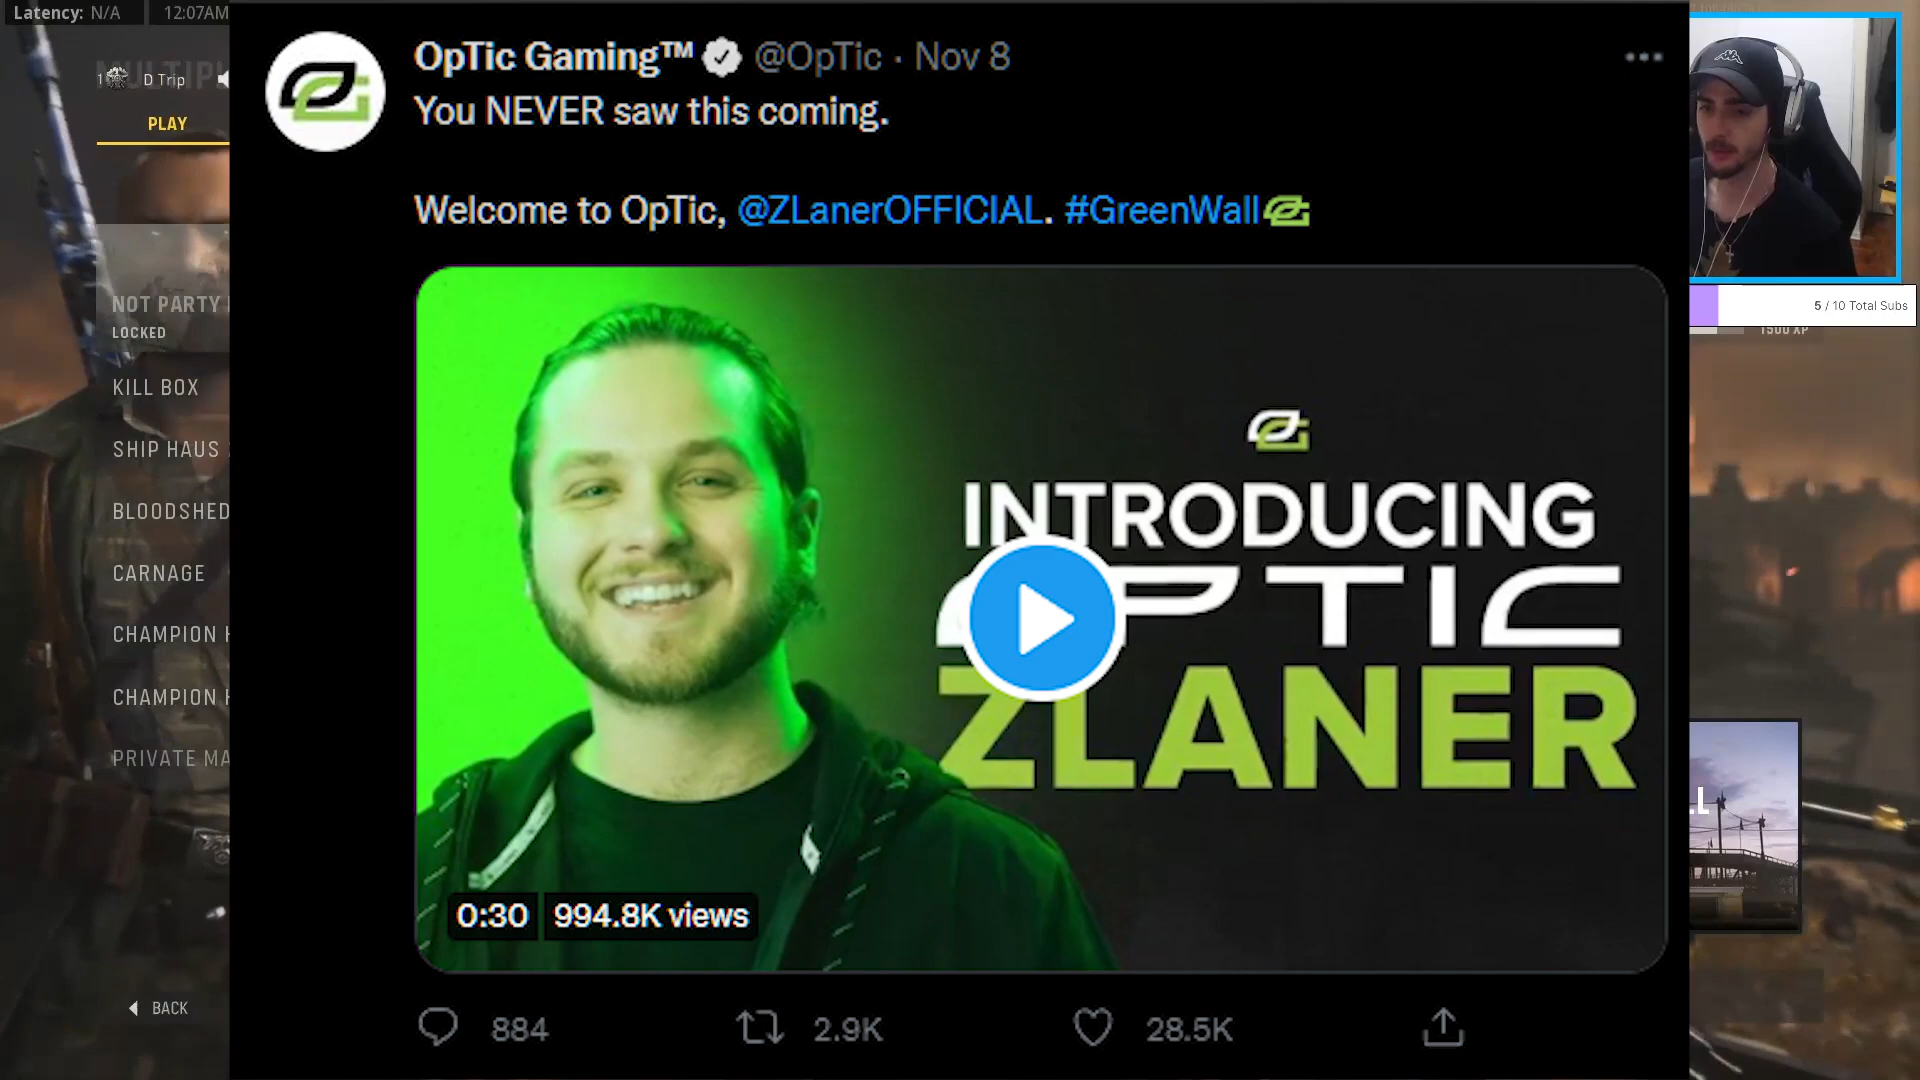 Latency: N/A
12:07AM
D Trip
PLAY
NOT PARTY
LOCKED
KILL BOX
SHIP HAUS
BLOODSHED
CARNAGE
CHAMPION
CHAMPION
PRIVATE
BACK
OpTic Gaming™ @OpTic · Nov 8
You NEVER saw this coming.
Welcome to OpTic, @ZLanerOFFICIAL. #GreenWall
INTRODUCING
OPTIC
ZLANER
0:30 994.8K views
884 2.9K 28.5K
5 / 10 Total Subs
1500 XP